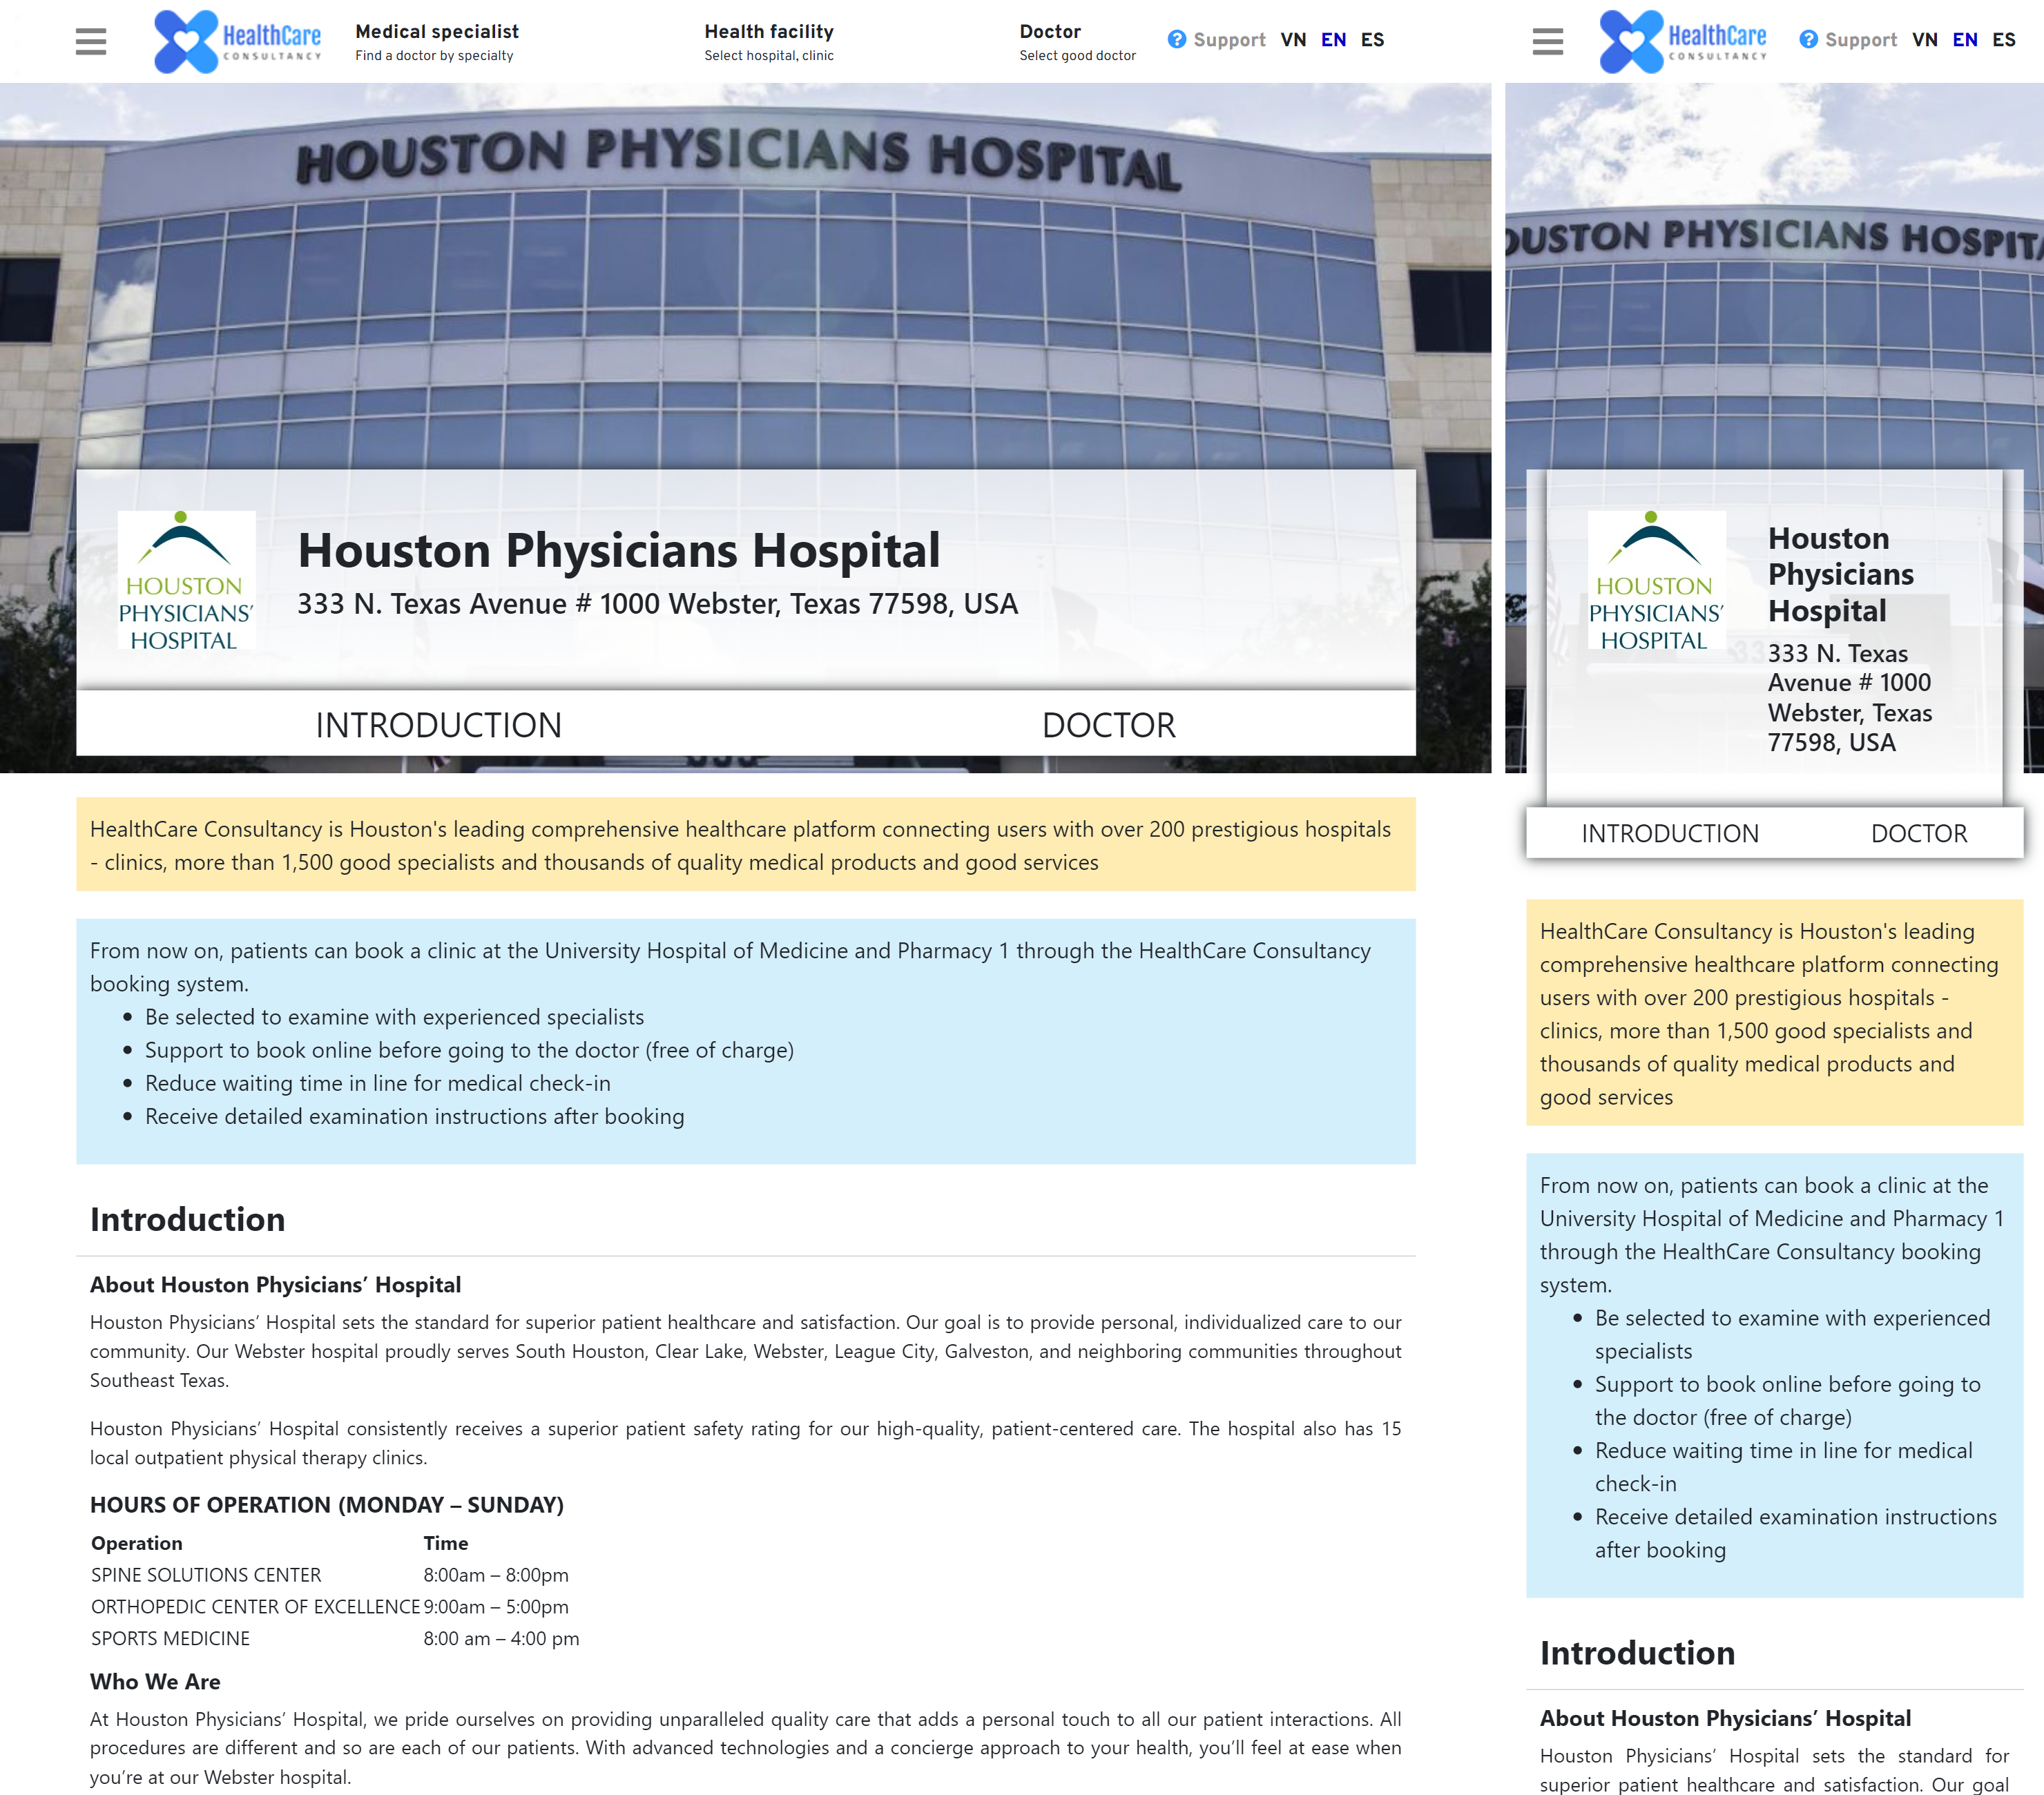 HealthCare
CONSULTANCY
Medical specialist
Find a doctor by specialty
Health facility
Select hospital, clinic
Doctor
Select good doctor
Support VN EN ES
HOUSTON PHYSICIANS HOSPITAL
HOUSTON
PHYSICIANS'
HOSPITAL
Houston Physicians Hospital
333 N. Texas Avenue # 1000 Webster, Texas 77598, USA
INTRODUCTION DOCTOR
HealthCare Consultancy is Houston's leading comprehensive healthcare platform connecting users with over 200 prestigious hospitals
- clinics, more than 1,500 good specialists and thousands of quality medical products and good services
From now on, patients can book a clinic at the University Hospital of Medicine and Pharmacy 1 through the HealthCare Consultancy
booking system.
• Be selected to examine with experienced specialists
• Support to book online before going to the doctor (free of charge)
• Reduce waiting time in line for medical check-in
• Receive detailed examination instructions after booking
Introduction
About Houston Physicians’ Hospital
Houston Physicians’ Hospital sets the standard for superior patient healthcare and satisfaction. Our goal is to provide personal, individualized care to our
community. Our Webster hospital proudly serves South Houston, Clear Lake, Webster, League City, Galveston, and neighboring communities throughout
Southeast Texas.
Houston Physicians’ Hospital consistently receives a superior patient safety rating for our high-quality, patient-centered care. The hospital also has 15
local outpatient physical therapy clinics.
HOURS OF OPERATION (MONDAY – SUNDAY)
Operation Time
SPINE SOLUTIONS CENTER 8:00am – 8:00pm
ORTHOPEDIC CENTER OF EXCELLENCE 9:00am – 5:00pm
SPORTS MEDICINE 8:00 am – 4:00 pm
Who We Are
At Houston Physicians’ Hospital, we pride ourselves on providing unparalleled quality care that adds a personal touch to all our patient interactions. All
procedures are different and so are each of our patients. With advanced technologies and a concierge approach to your health, you’ll feel at ease when
you’re at our Webster hospital.
HealthCare
CONSULTANCY
Support VN EN ES
OUSTON PHYSICIANS HOSPITA
HOUSTON
PHYSICIANS'
HOSPITAL
Houston
Physicians
Hospital
333 N. Texas
Avenue # 1000
Webster, Texas
77598, USA
INTRODUCTION DOCTOR
HealthCare Consultancy is Houston's leading
comprehensive healthcare platform connecting
users with over 200 prestigious hospitals -
clinics, more than 1,500 good specialists and
thousands of quality medical products and
good services
From now on, patients can book a clinic at the
University Hospital of Medicine and Pharmacy 1
through the HealthCare Consultancy booking
system.
• Be selected to examine with experienced
specialists
• Support to book online before going to
the doctor (free of charge)
• Reduce waiting time in line for medical
check-in
• Receive detailed examination instructions
after booking
Introduction
About Houston Physicians’ Hospital
Houston Physicians’ Hospital sets the standard for
superior patient healthcare and satisfaction. Our goal